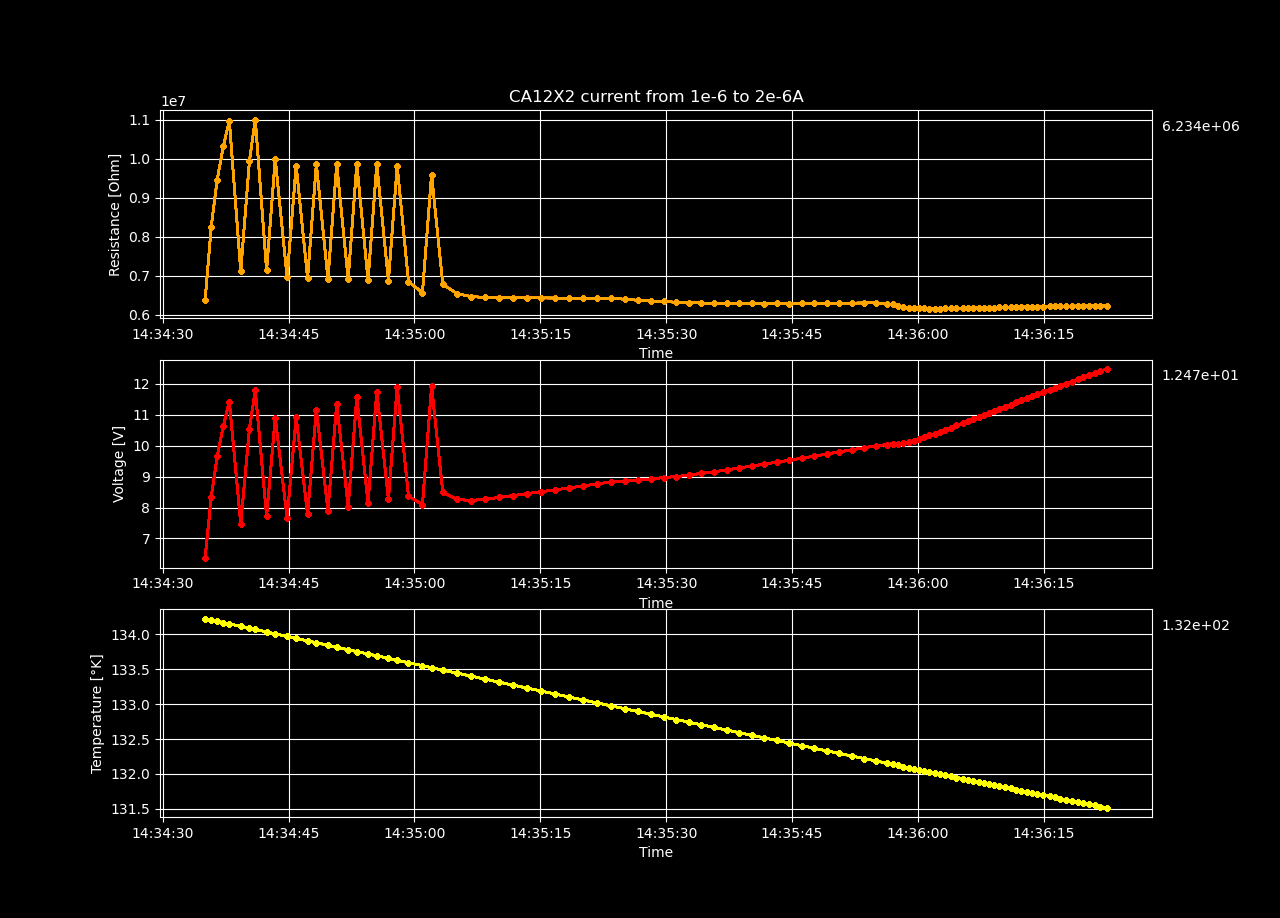 CA12X2 current from 1e-6 to 2e-6A
1e7
6.234e+06
1.1
1.0
0.9
0.8
0.7
0.6
Resistance [Ohm]
14:34:30 14:34:45 14:35:00 14:35:15 14:35:30 14:35:45 14:36:00 14:36:15
Time
1.247e+01
12
11
10
9
8
7
Voltage [V]
14:34:30 14:34:45 14:35:00 14:35:15 14:35:30 14:35:45 14:36:00 14:36:15
Time
1.32e+02
134.0
133.5
133.0
132.5
132.0
131.5
Temperature [°K]
14:34:30 14:34:45 14:35:00 14:35:15 14:35:30 14:35:45 14:36:00 14:36:15
Time